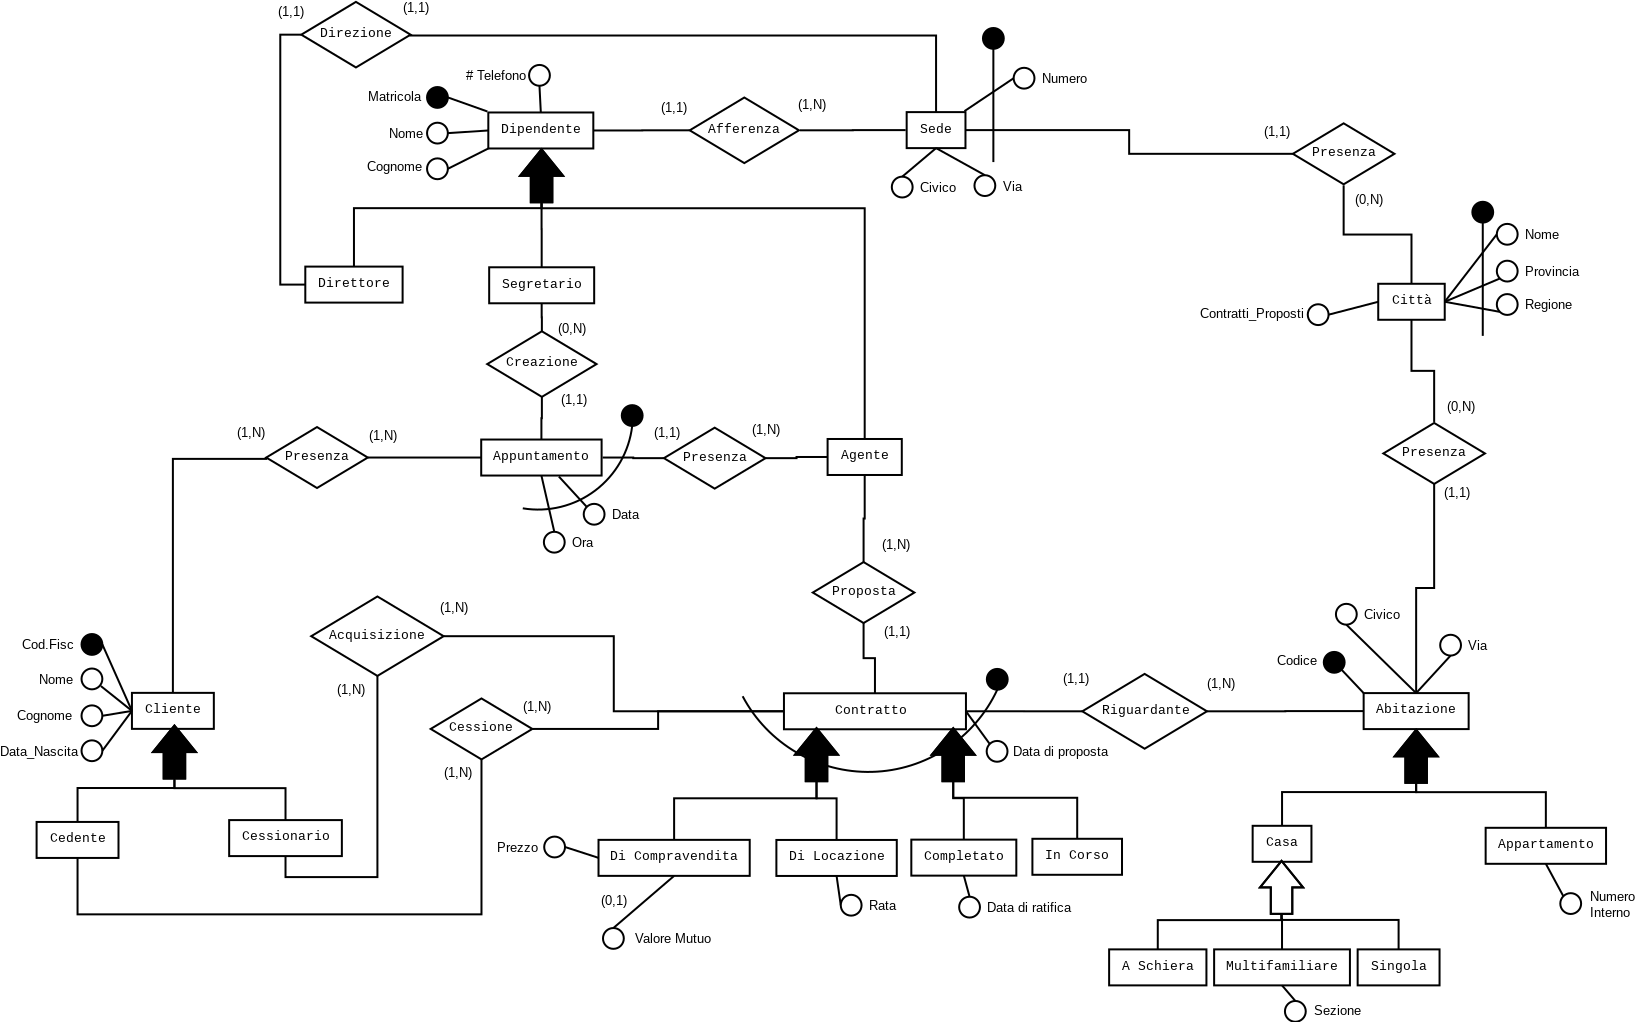 (1,1)
(1,1)
Direzione
# Telefono
Numero
Matricola
(1,1)
(1,N)
Nome
Dipendente
Afferenza
Sede
(1,1)
Presenza
Cognome
Civico
Via
(0,N)
Nome
Provincia
Direttore
Segretario
Città
Contratti_Proposti
Regione
(0,N)
Creazione
(1,1)
(0,N)
(1,N)
(1,N)
(1,1)
(1,N)
Presenza
Appuntamento
Presenza
Agente
Presenza
(1,1)
Data
Ora
(1,N)
Proposta
(1,N)
Civico
Acquisizione
(1,1)
Cod.Fisc
Via
Codice
Nome
(1,N)
(1,1)
(1,N)
Cognome
Cliente
(1,N)
Contratto
Riguardante
Abitazione
Cessione
Data_Nascita
Data di proposta
(1,N)
Cedente
Cessionario
Prezzo
Di Compravendita
Di Locazione
Completato
In Corso
Casa
Appartamento
(0,1)
Rata
Data di ratifica
Numero
Interno
Valore Mutuo
A Schiera
Multifamiliare
Singola
Sezione